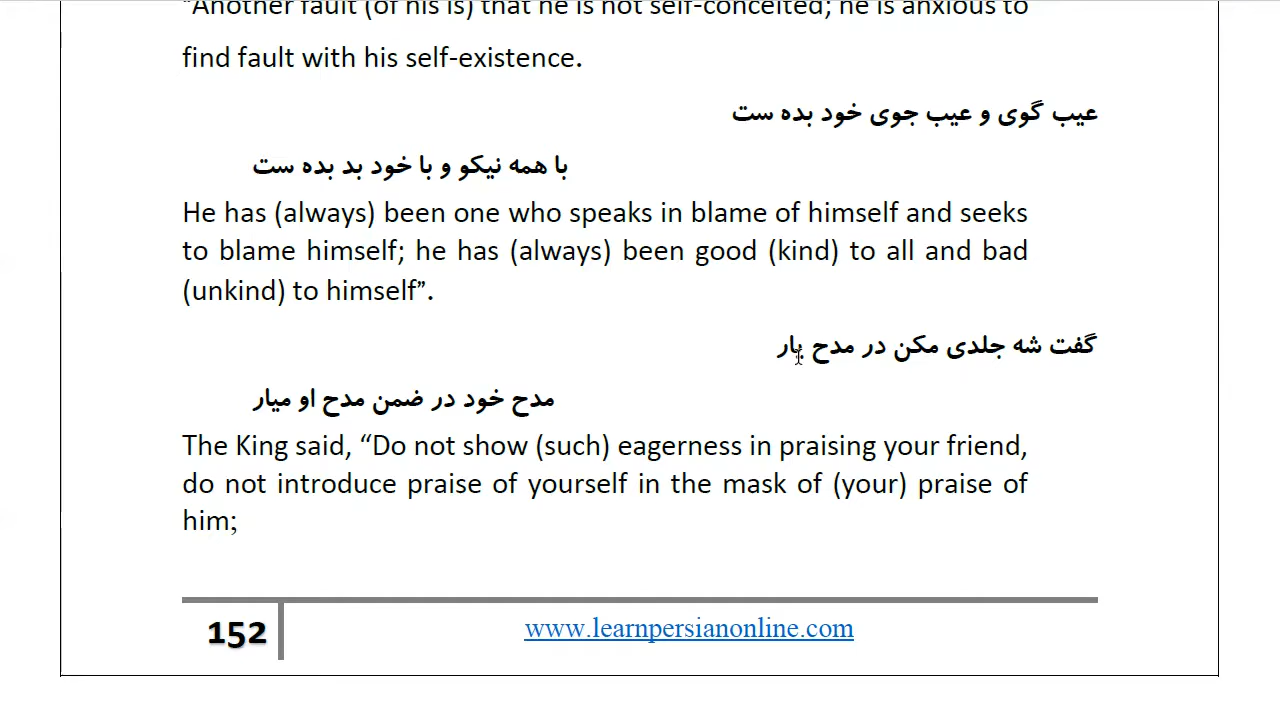 "Another fault (of his is) that he is not self-conceited; he is anxious to
find fault with his self-existence.
عیب گوی و عیب جوی خود بده ست
با همه نیکو و با خود بد بده ست
He has (always) been one who speaks in blame of himself and seeks
to blame himself; he has (always) been good (kind) to all and bad
(unkind) to himself”.
گفت شه جلدی مکن در مدح یار
مدح خود در ضمن مدح او میار
The King said, “Do not show (such) eagerness in praising your friend,
do not introduce praise of yourself in the mask of (your) praise of
him;
152
www.learnpersianonline.com